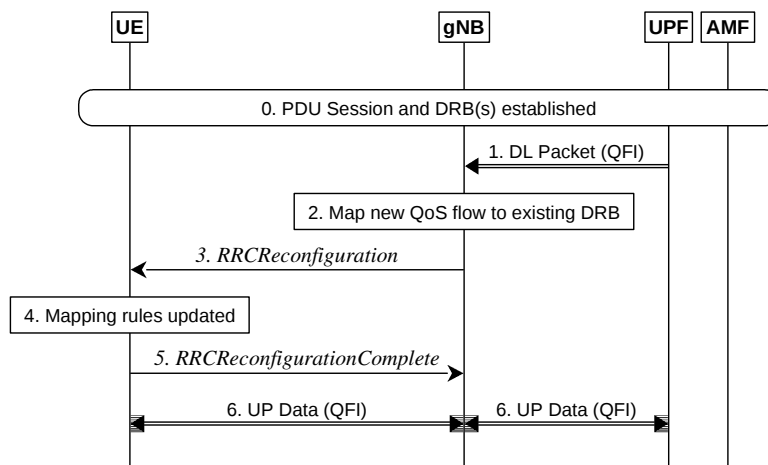 UE
gNB
UPF
AMF
0. PDU Session and DRB(s) established
1. DL Packet (QFI)
2. Map new QoS flow to existing DRB
3. RRCReconfiguration
4. Mapping rules updated
5. RRCReconfigurationComplete
6. UP Data (QFI)
6. UP Data (QFI)